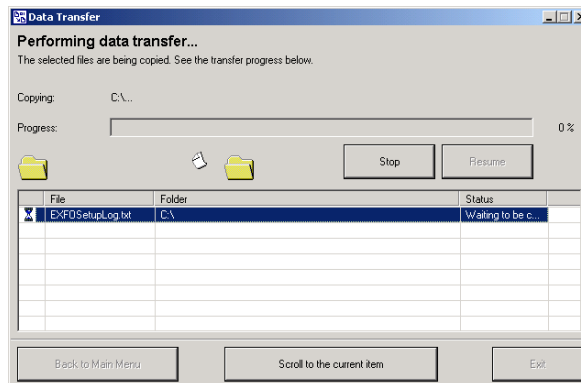 Data Transfer
Performing data transfer...
The selected files are being copied. See the transfer progress below.
Copying: C:\...
Progress: 0 %
Stop Resume
File Folder Status
EXFOSetupLog.txt C:\ Waiting to be c...
Back to Main Menu Scroll to the current item Exit